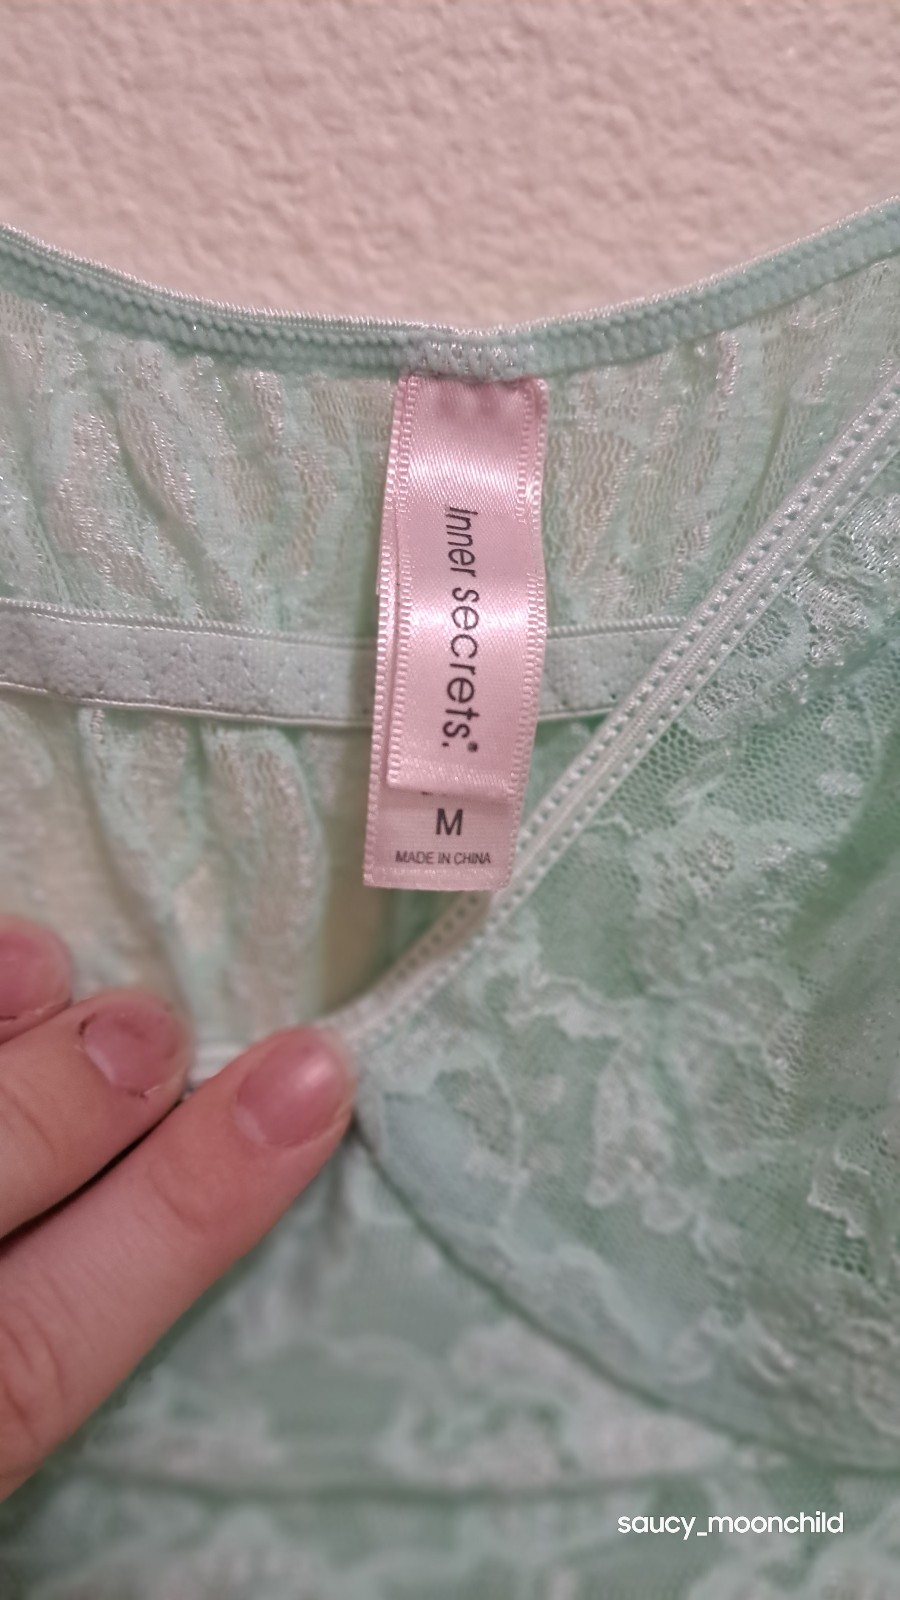 Inner secrets.®
M
MADE IN CHINA
saucy_moonchild